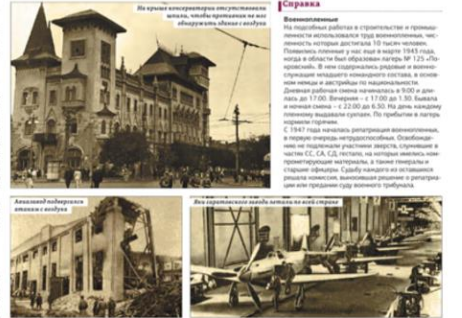 На крыше консерватории отсутствовали
шпили, чтобы противник не мог
обнаружить здание с воздуха
Справка
Военнопленные
На подсобных работах в строительстве и промыш-
ленности использовался труд военнопленных, чис-
ленность которых достигала 10 тысяч человек.
Появились пленные у нас еще в марте 1943 года,
когда в области был образован лагерь № 125 «По-
кровский». В нем содержались рядовые и военно-
служащие младшего командного состава, в основ-
ном немцы и австрийцы по национальности.
Дневная рабочая смена начиналась в 9.00 и дли-
лась до 17.00. Вечерняя – с 17.00 до 1.30. Бывала
и ночная смена – с 22.00 до 6.30. На день каждому
пленному выдавали сухпаек. По прибытии в лагерь
кормили горячим.
С 1947 года началась репатриация военнопленных,
в первую очередь нетрудоспособных. Освобожде-
нию не подлежали участники зверств, служившие в
частях СС, СА, СД, гестапо, на которых имелись ком-
прометирующие материалы, а также генералы и
старшие офицеры. Судьбу каждого из оставшихся
решала комиссия, выносившая решение о репатриа-
ции или предании суду военного трибунала.
Авиазавод подвергался
атакам с воздуха
Яки саратовского завода летали по всей стране